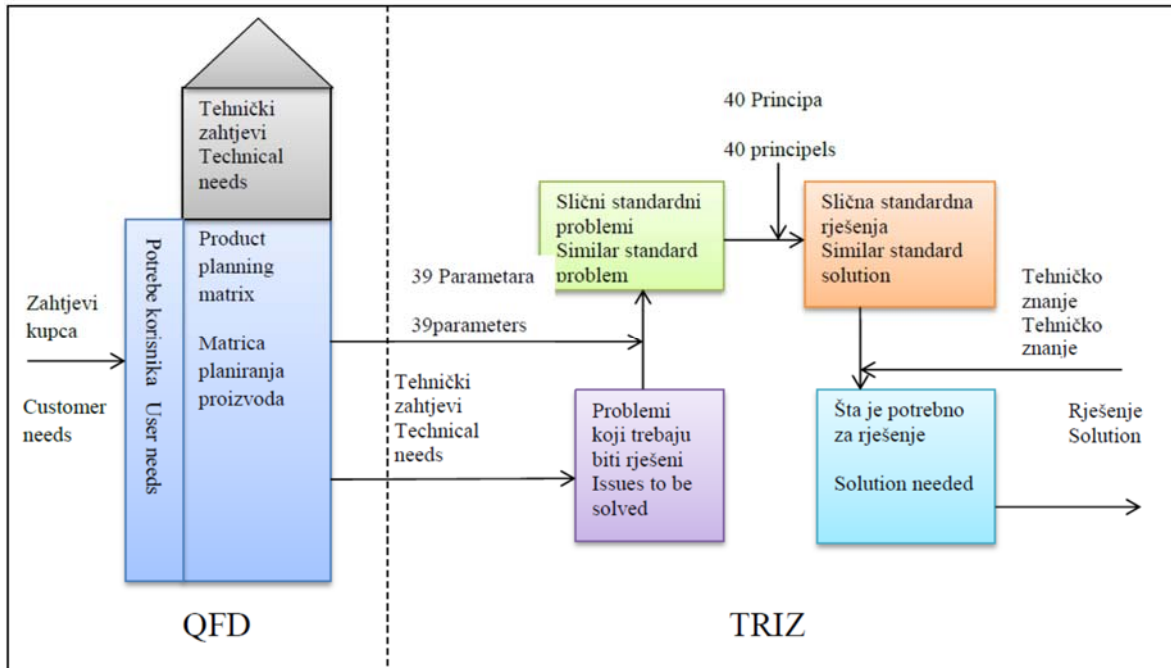 Tehnički
zahtjevi
Technical
needs
Potrebe korisnika User needs
Product
planning
matrix
Matrica
planiranja
proizvoda
Zahtjevi
kupca
Customer
needs
QFD
39 Parametara
39parameters
Tehnički
zahtjevi
Technical
needs
Slični standardni
problemi
Similar standard
problem
Problemi
koji trebaju
biti rješeni
Issues to be
solved
40 Principa
40 principels
Slična standardna
rješenja
Similar standard
solution
Tehničko
znanje
Tehničko
znanje
Šta je potrebno
za rješenje
Solution needed
Rješenje
Solution
TRIZ